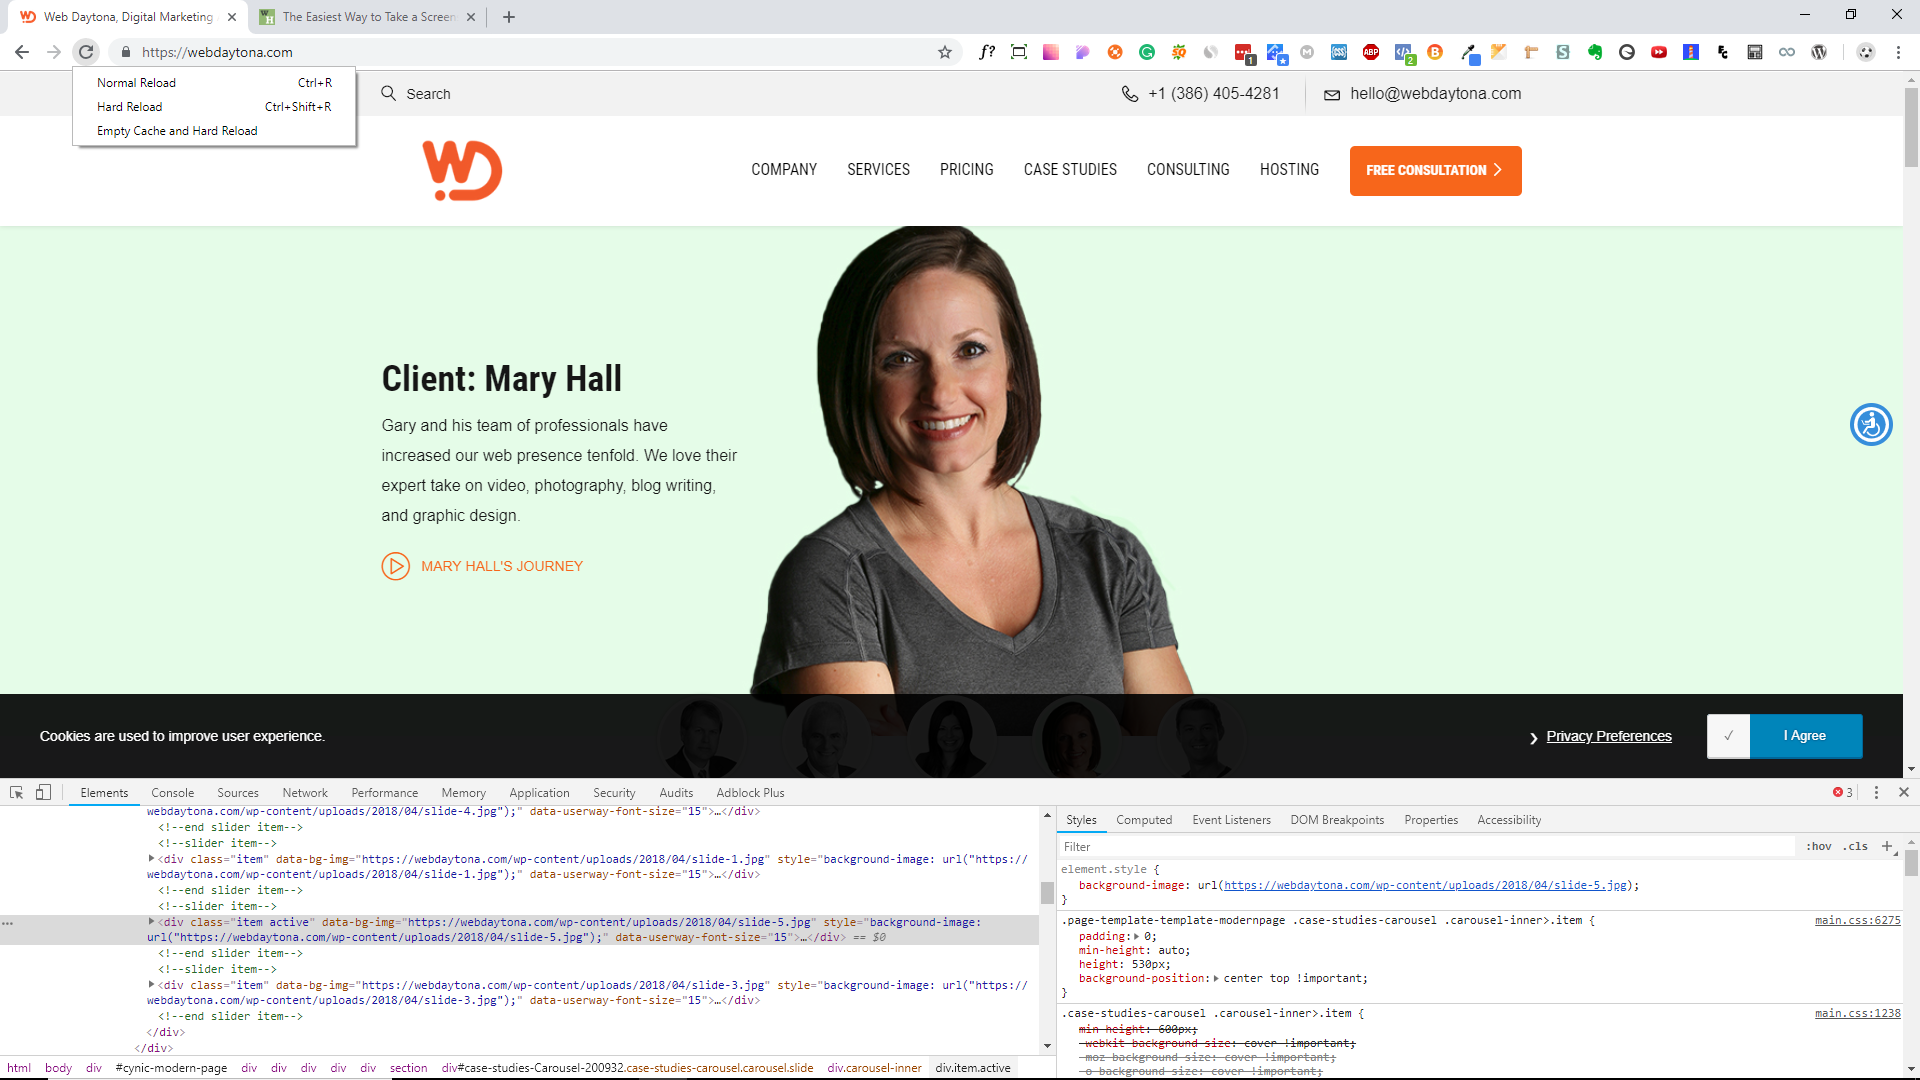 Web Daytona, Digital Marketing
The Easiest Way to Take a Screen
https://webdaytona.com
Normal Reload Ctrl+R
Hard Reload Ctrl+Shift+R
Empty Cache and Hard Reload
Search
+1 (386) 405-4281
hello@webdaytona.com
COMPANY SERVICES PRICING CASE STUDIES CONSULTING HOSTING FREE CONSULTATION
Client: Mary Hall
Gary and his team of professionals have
increased our web presence tenfold. We love their
expert take on video, photography, blog writing,
and graphic design.
MARY HALL'S JOURNEY
Cookies are used to improve user experience.
Privacy Preferences
I Agree
Elements Console Sources Network Performance Memory Application Security Audits Adblock Plus 3
webdaytona.com/wp-content/uploads/2018/04/slide-4.jpg");" data-userway-font-size="15">…</div>
<!--end slider item-->
<!--slider item-->
<div class="item" data-bg-img="https://webdaytona.com/wp-content/uploads/2018/04/slide-1.jpg" style="background-image: url("https://
webdaytona.com/wp-content/uploads/2018/04/slide-1.jpg");" data-userway-font-size="15">…</div>
<!--end slider item-->
<!--slider item-->
<div class="item active" data-bg-img="https://webdaytona.com/wp-content/uploads/2018/04/slide-5.jpg" style="background-image:
url("https://webdaytona.com/wp-content/uploads/2018/04/slide-5.jpg");" data-userway-font-size="15">…</div> == $0
<!--end slider item-->
<!--slider item-->
<div class="item" data-bg-img="https://webdaytona.com/wp-content/uploads/2018/04/slide-3.jpg" style="background-image: url("https://
webdaytona.com/wp-content/uploads/2018/04/slide-3.jpg");" data-userway-font-size="15">…</div>
<!--end slider item-->
</div>
</div>
html body div #cynic-modern-page div div div div div section div#case-studies-Carousel-200932.case-studies-carousel.carousel.slide div.carousel-inner div.item.active
Styles Computed Event Listeners DOM Breakpoints Properties Accessibility
Filter :hov .cls +
element.style {
background-image: url(https://webdaytona.com/wp-content/uploads/2018/04/slide-5.jpg);
}
.page-template-template-modernpage .case-studies-carousel .carousel-inner>.item { main.css:6275
padding: 0;
min-height: auto;
height: 530px;
background-position: center top !important;
}
.case-studies-carousel .carousel-inner>.item { main.css:1238
min-height: 600px;
-webkit-background-size: cover !important;
-moz-background-size: cover !important;
-o-background-size: cover !important;